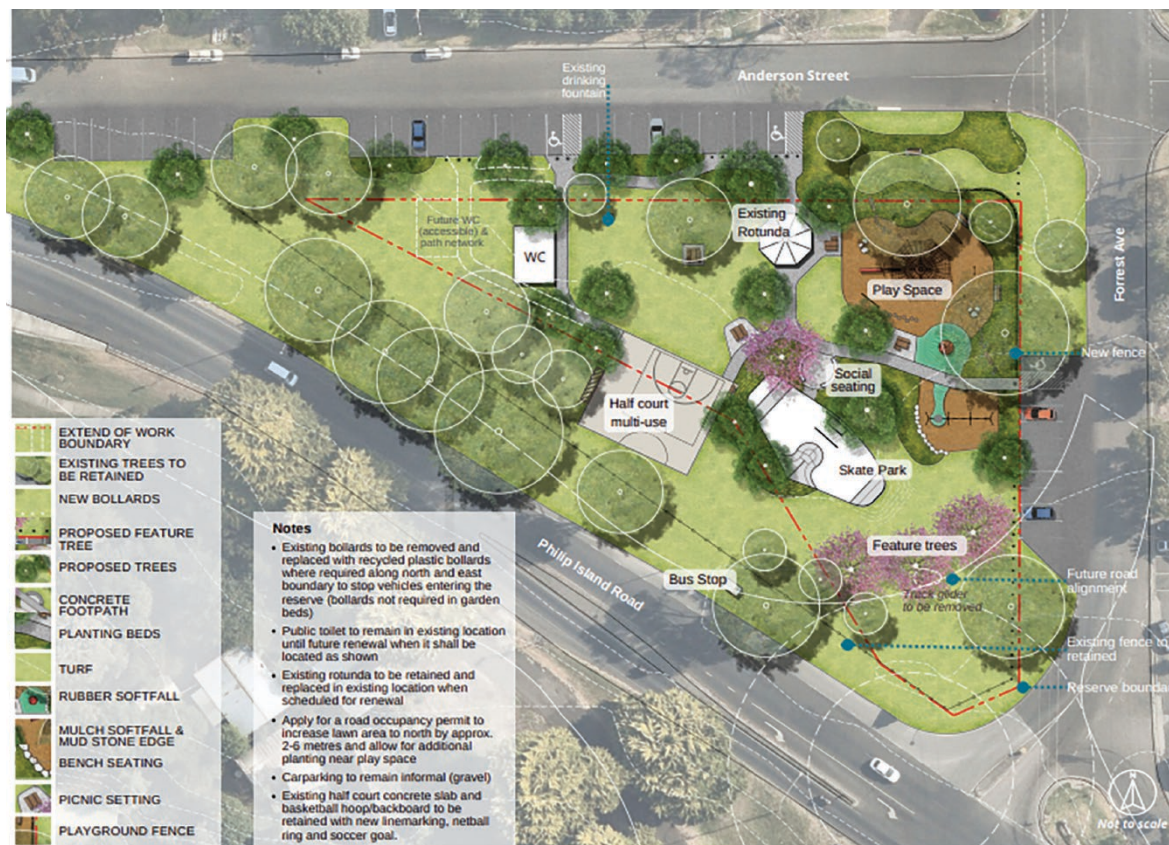 Anderson Street
Existing
drinking
fountain
Existing
Rotunda
Future WC
(accessible) &
path network
WC
Play Space
Forrest Ave
New fence
Social
seating
Half court
multi-use
Skate Park
Feature trees
Bus Stop
Philip Island Road
Track glider
to be removed
Future road
alignment
Existing fence to
retained
Reserve bounda
EXTEND OF WORK
BOUNDARY
EXISTING TREES TO
BE RETAINED
NEW BOLLARDS
PROPOSED FEATURE
TREE
PROPOSED TREES
CONCRETE
FOOTPATH
PLANTING BEDS
TURF
RUBBER SOFTFALL
MULCH SOFTFALL &
MUD STONE EDGE
BENCH SEATING
PICNIC SETTING
PLAYGROUND FENCE
Notes
• Existing bollards to be removed and
replaced with recycled plastic bollards
where required along north and east
boundary to stop vehicles entering the
reserve (bollards not required in garden
beds)
• Public toilet to remain in existing location
until future renewal when it shall be
located as shown
• Existing rotunda to be retained and
replaced in existing location when
scheduled for renewal
• Apply for a road occupancy permit to
increase lawn area to north by approx.
2-6 metres and allow for additional
planting near play space
• Carparking to remain informal (gravel)
• Existing half court concrete slab and
basketball hoop/backboard to be
retained with new linemarking, netball
ring and soccer goal.
N
Not to scale